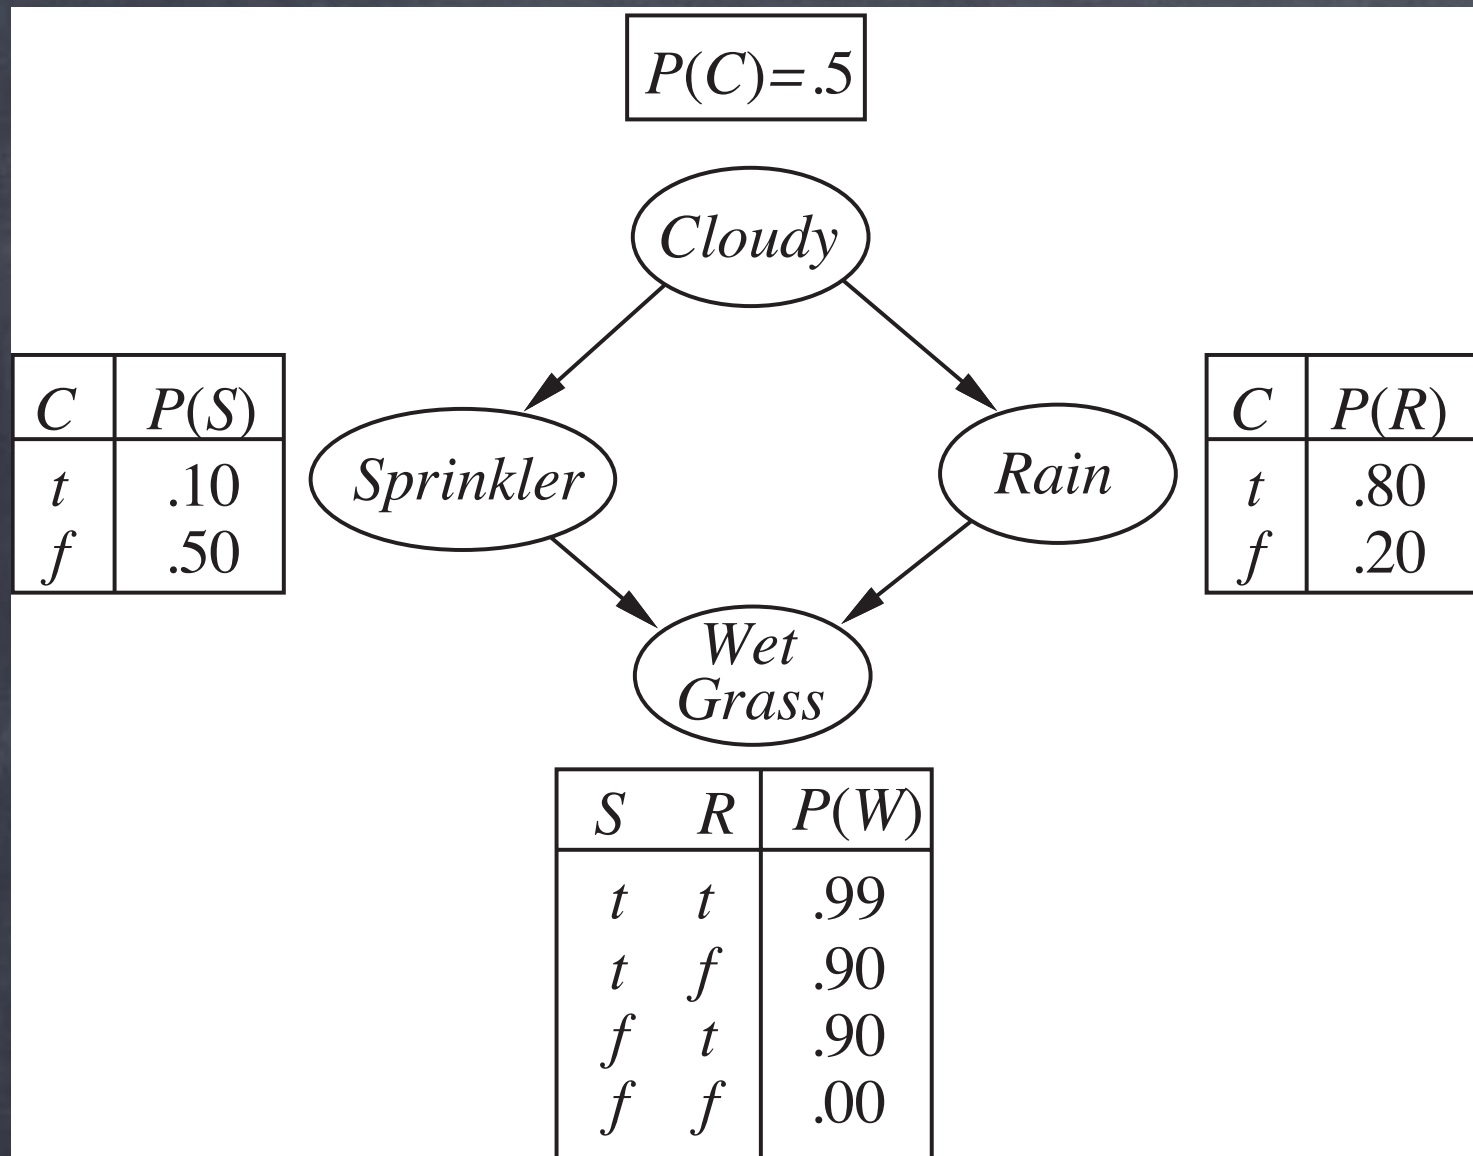 P(C)= .5
Cloudy
C P(S)
t .10
f .50
Sprinkler
Rain
C P(R)
t .80
f .20
Wet
Grass
S R P(W)
t t .99
t f .90
f t .90
f f .00